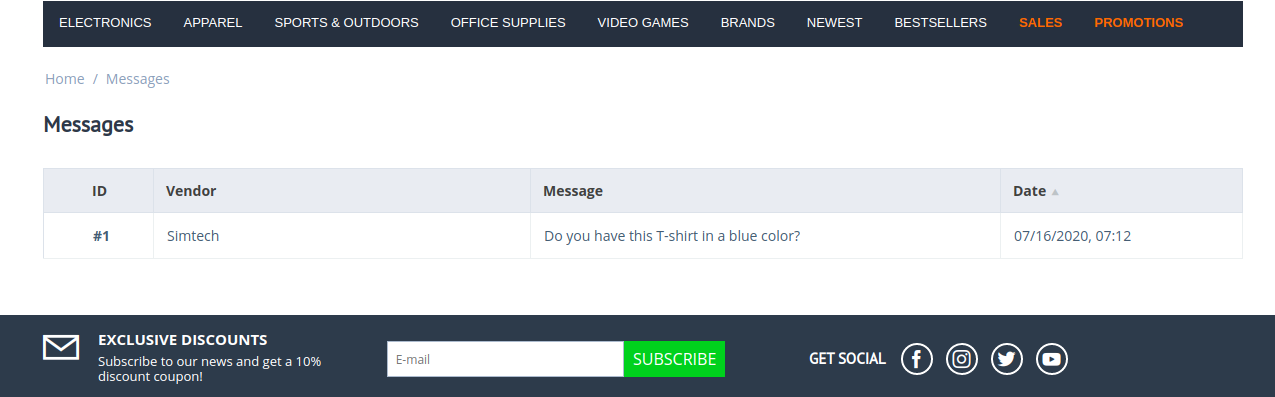 ELECTRONICS APPAREL SPORTS & OUTDOORS OFFICE SUPPLIES VIDEO GAMES BRANDS NEWEST BESTSELLERS SALES PROMOTIONS
Home / Messages
Messages
ID Vendor Message Date
#1 Simtech Do you have this T-shirt in a blue color? 07/16/2020, 07:12
EXCLUSIVE DISCOUNTS
Subscribe to our news and get a 10%
discount coupon!
E-mail SUBSCRIBE
GET SOCIAL